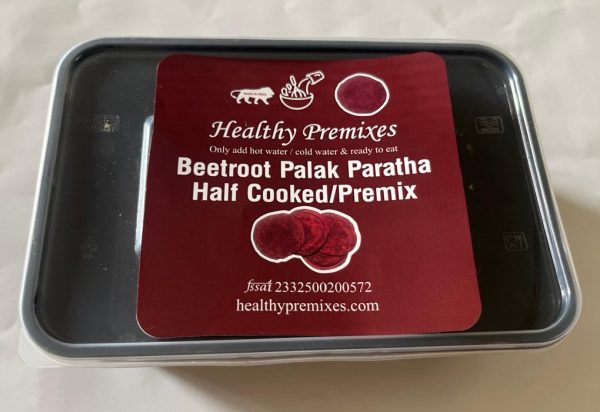 Healthy Premixes
Only add hot water / cold water & ready to eat
Beetroot Palak Paratha
Half Cooked/Premix
fssai 2332500200572
healthypremixes.com